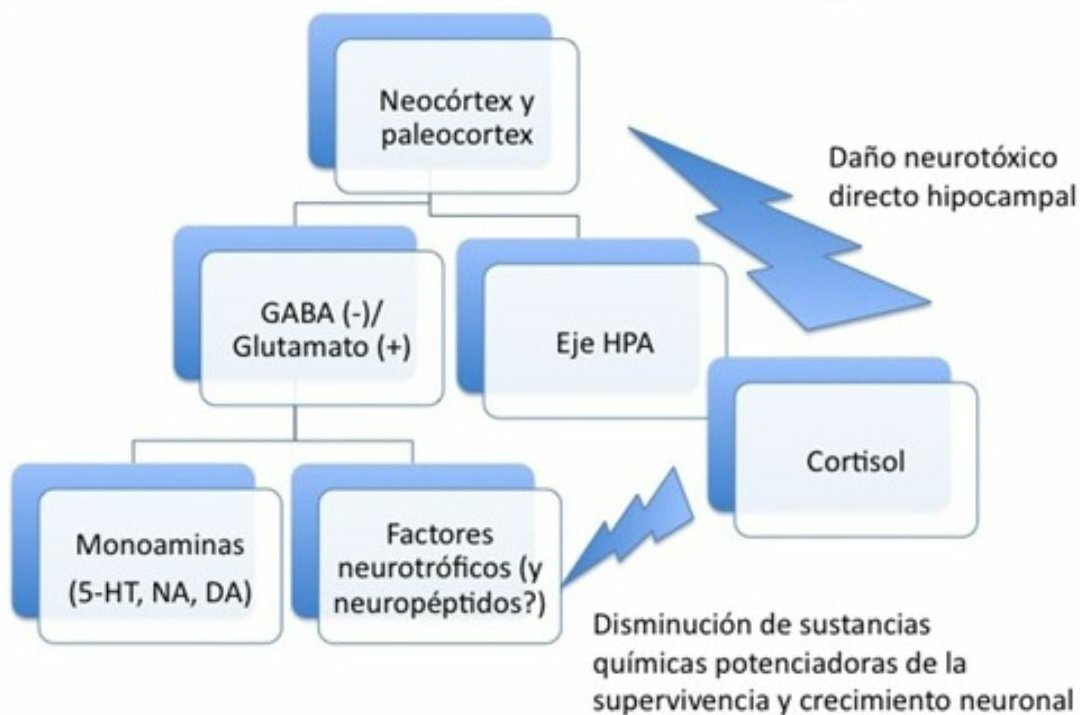 Neocórtex y
paleocortex
Daño neurotóxico
directo hipocampal
GABA (-)/
Glutamato (+)
Eje HPA
Cortisol
Monoaminas
(5-HT, NA, DA)
Factores
neurotróficos (y
neuropéptidos?)
Disminución de sustancias
químicas potenciadoras de la
supervivencia y crecimiento neuronal